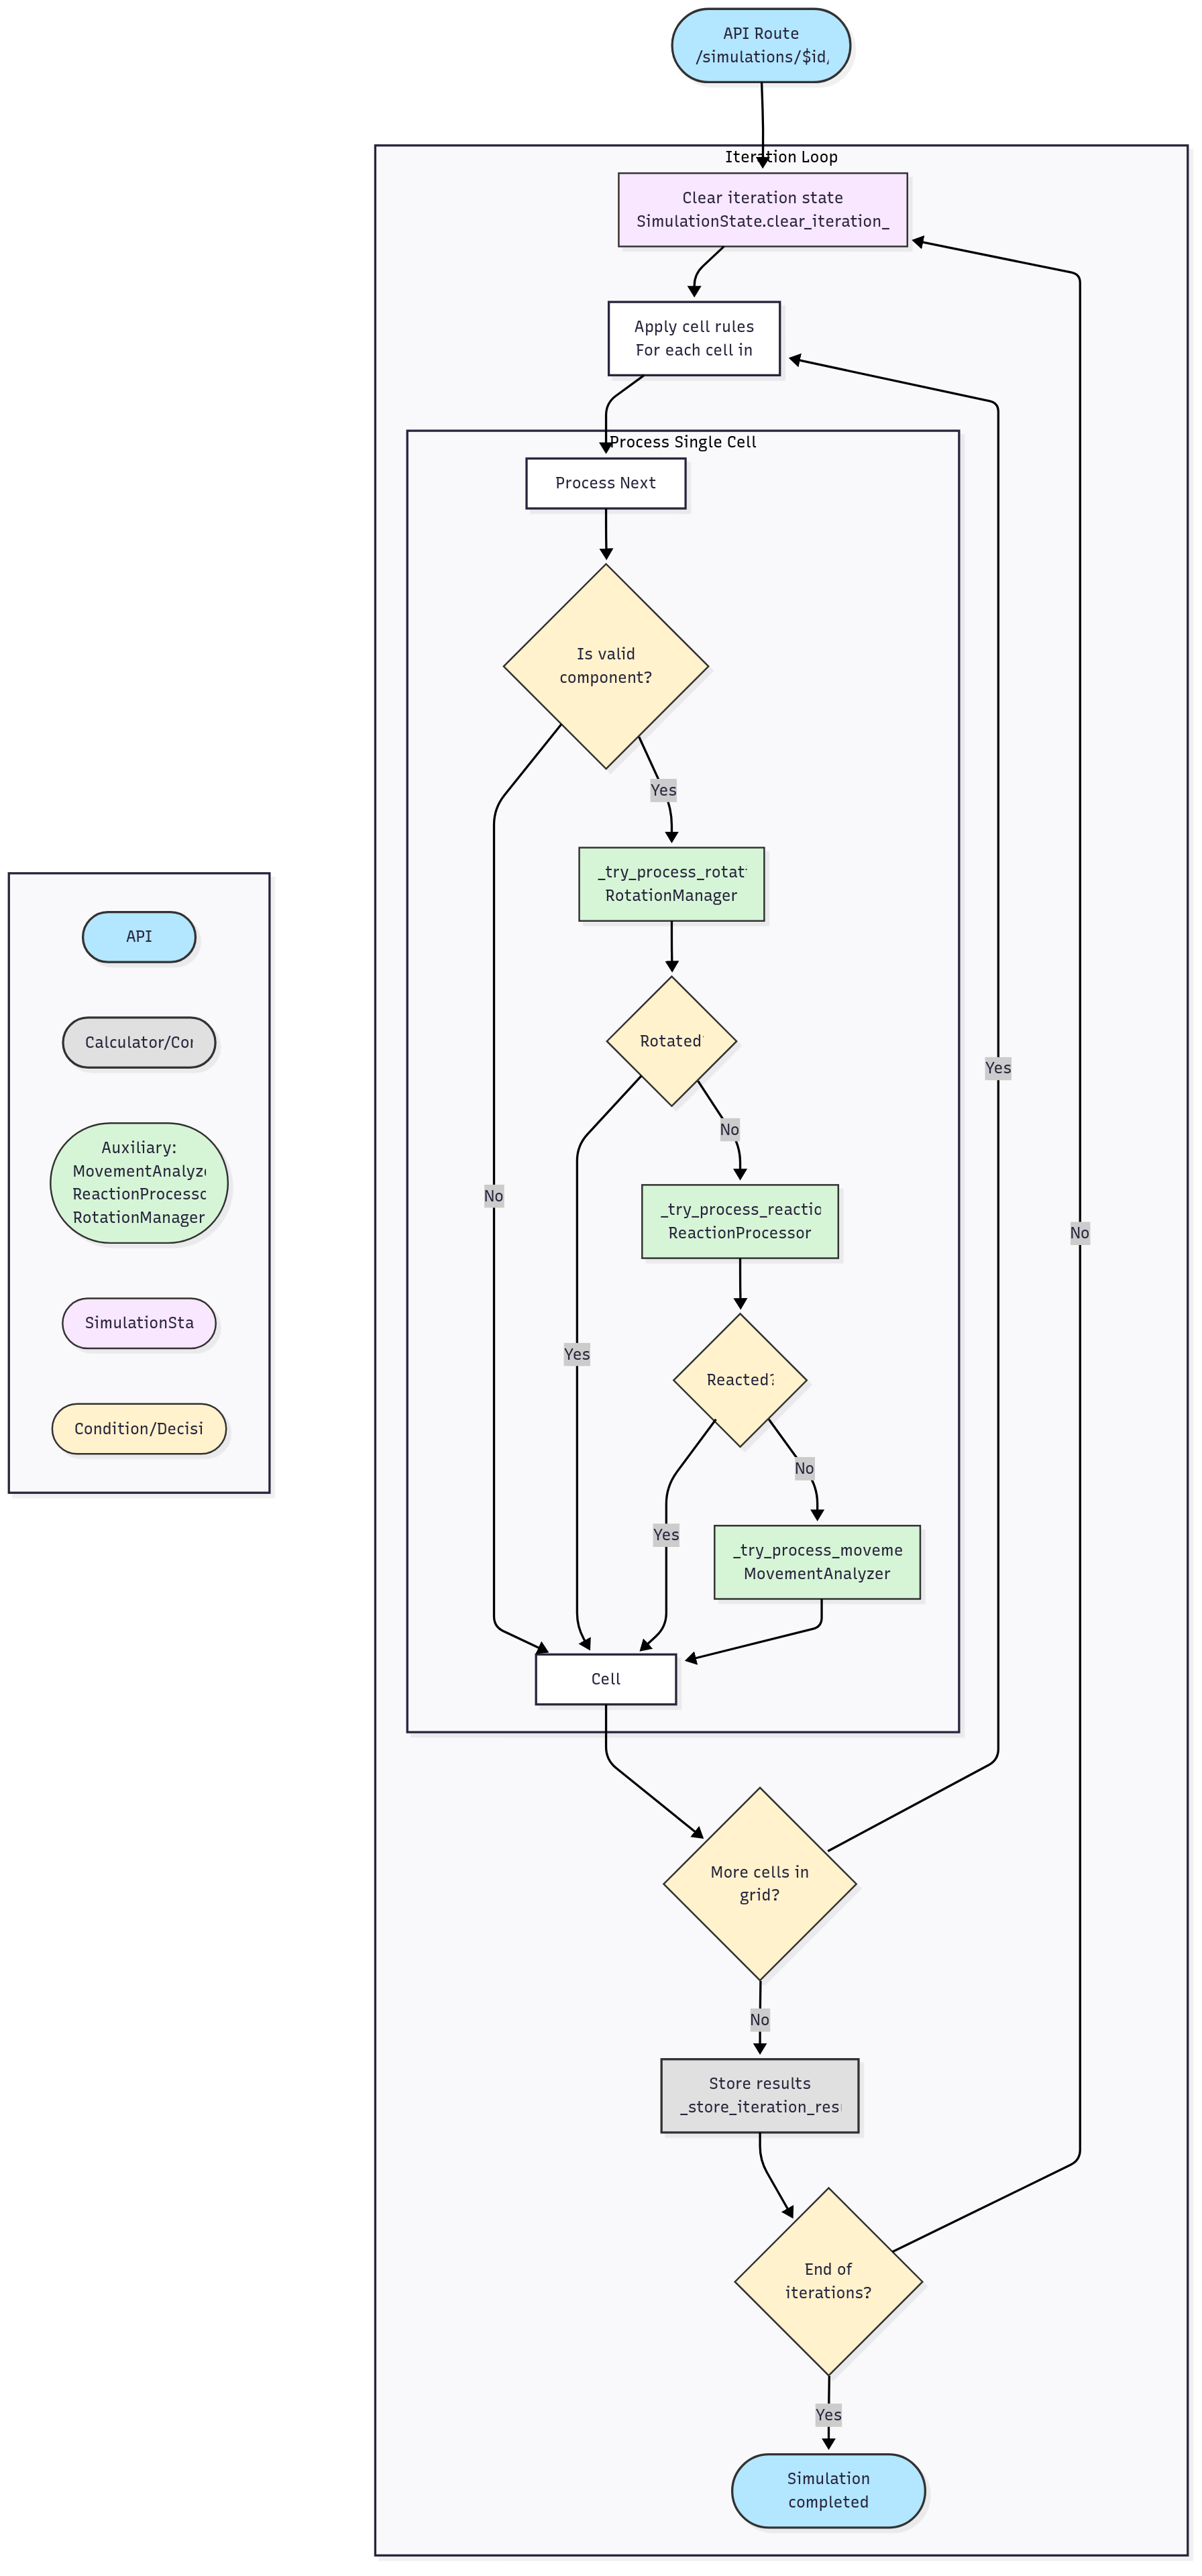 API Route
/simulations/$id/
Iteration Loop
Clear iteration state
SimulationState.clear_iteration_
Apply cell rules
For each cell in
Process Single Cell
Process Next
Is valid
component?
Yes
_try_process_rotat
RotationManager
Rotated
No
_try_process_reactio
ReactionProcessor
Reacted?
No
Yes
Yes
No
_try_process_moveme
MovementAnalyzer
Cell
Yes
No
More cells in
grid?
No
Store results
_store_iteration_res
End of
iterations?
Yes
Simulation
completed
API
Calculator/Co
Auxiliary:
MovementAnalyz
ReactionProcesso
RotationManager
SimulationSta
Condition/Decisi